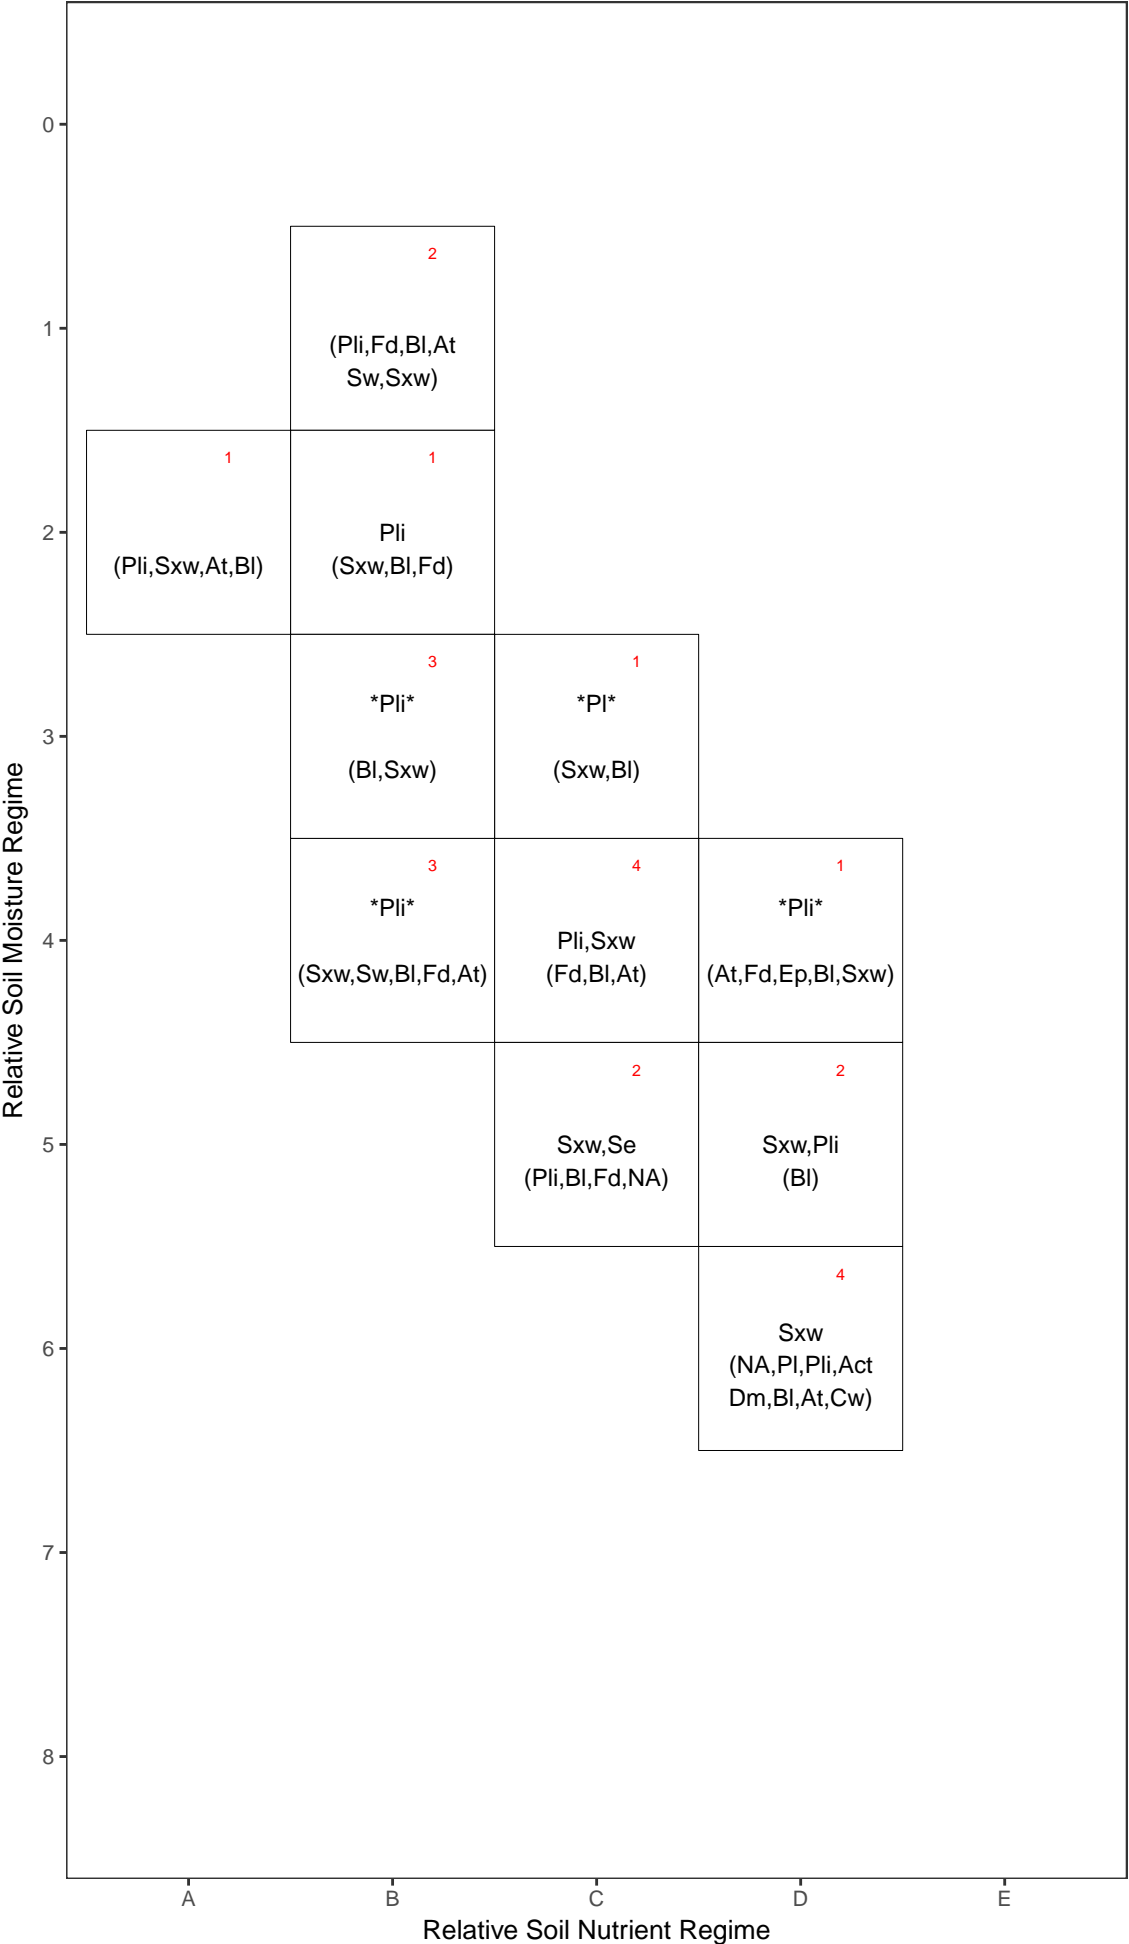 0
2
(Pli,Fd,Bl,At
Sw,Sxw)
1
1
1
Pli
(Pli,Sxw,At,Bl)
(Sxw,Bl,Fd)
2
3
1
*Pli*
*Pl*
(Bl,Sxw)
(Sxw,Bl)
3
3
4
1
*Pli*
*Pli*
Pli,Sxw
(Sxw,Sw,Bl,Fd,At)
(Fd,Bl,At)
(At,Fd,Ep,Bl,Sxw)
4
2
2
Sxw,Se
Sxw,Pli
(Pli,Bl,Fd,NA)
(Bl)
5
4
Sxw
(NA,Pl,Pli,Act
Dm,Bl,At,Cw)
6
7
8
Relative Soil Moisture Regime
A B C D E
Relative Soil Nutrient Regime